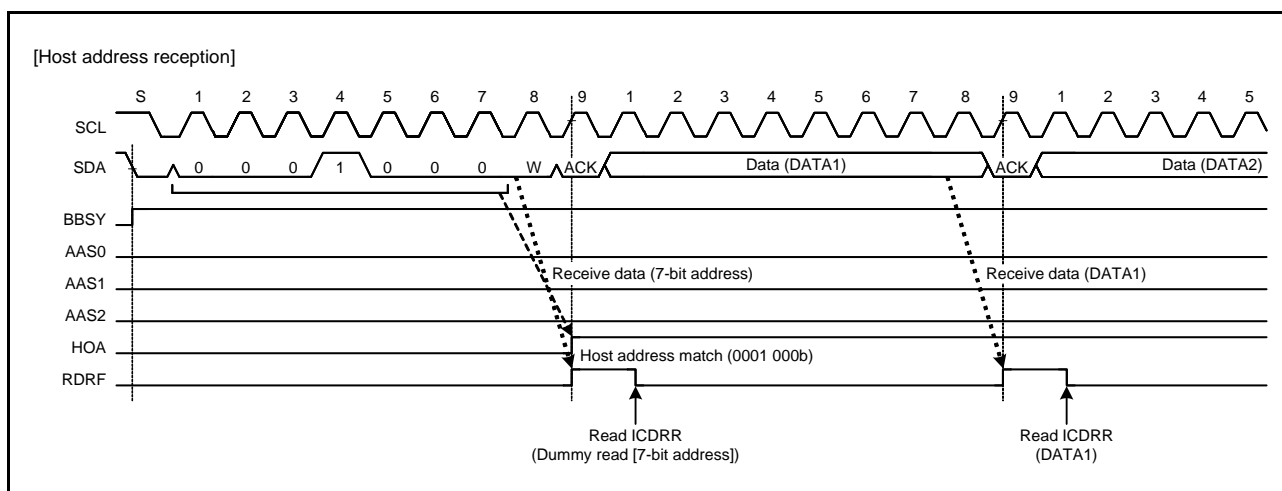 [Host address reception]
S 1 2 3 4 5 6 7 8 9 1 2 3 4 5 6 7 8 9 1 2 3 4 5
SCL
SDA 0 0 0 1 0 0 0 W ACK Data (DATA1) ACK Data (DATA2)
BBSY
AAS0
Receive data (7-bit address) Receive data (DATA1)
AAS1
AAS2
HOA
Host address match (0001 000b)
RDRF
Read ICDRR Read ICDRR
(Dummy read [7-bit address]) (DATA1)